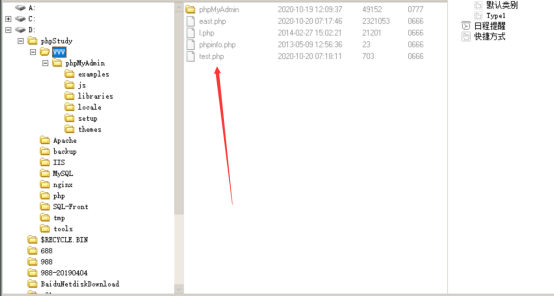 A:
C:
D:
phpStudy
WWW
phpMyAdmin
examples
js
libraries
locale
setup
themes
Apache
backup
IIS
MySQL
nginx
php
SQL-Front
tmp
tools
$RECYCLE.BIN
688
988
988-20190404
BaiduNetdiskDownload
phpMyAdmin 2020-10-19 12:09:37 49152 0777
east.php 2020-10-20 07:17:46 2321053 0666
l.php 2014-02-27 15:02:21 21201 0666
phpinfo.php 2013-05-09 12:56:36 23 0666
test.php 2020-10-20 07:18:11 703 0666
默认类别
Type1
日程提醒
快捷方式